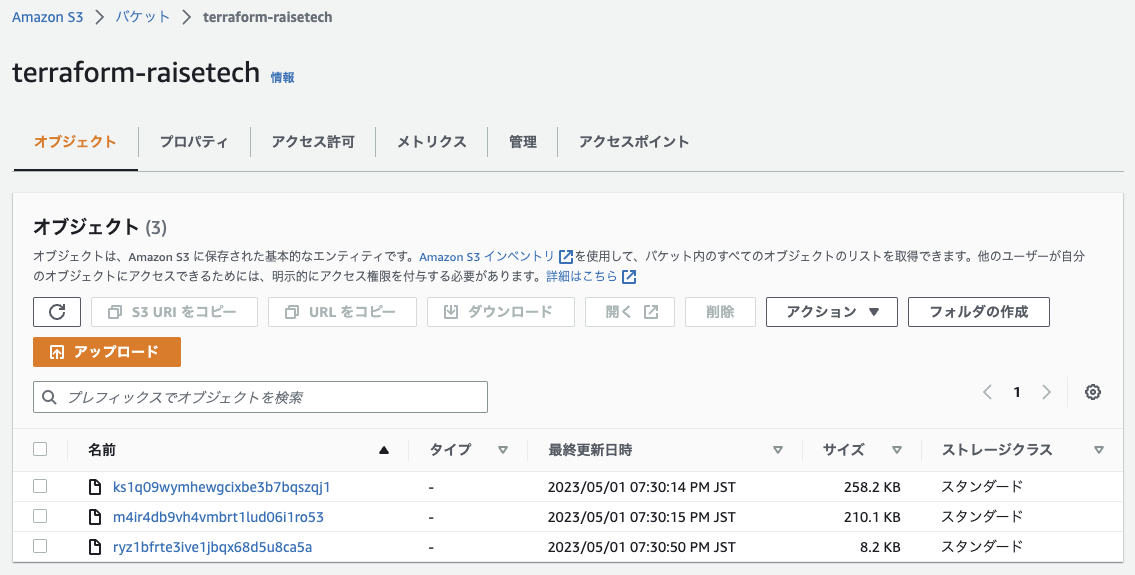 Amazon S3 > バケット > terraform-raisetech
terraform-raisetech 情報
オブジェクト プロパティ アクセス許可 メトリクス 管理 アクセスポイント
オブジェクト (3)
オブジェクトは、Amazon S3 に保存された基本的なエンティティです。Amazon S3 インベントリ を使用して、バケット内のすべてのオブジェクトのリストを取得できます。他のユーザーが自分
のオブジェクトにアクセスできるためには、明示的にアクセス権限を付与する必要があります。詳細はこちら
S3 URI をコピー URL をコピー ダウンロード 開く 削除 アクション フォルダの作成
アップロード
プレフィックスでオブジェクトを検索 1
名前 タイプ 最終更新日時 サイズ ストレージクラス
ks1q09wymhewgcixbe3b7bqszqj1 - 2023/05/01 07:30:14 PM JST 258.2 KB スタンダード
m4ir4db9vh4vmbrt1lud06i1ro53 - 2023/05/01 07:30:15 PM JST 210.1 KB スタンダード
ryz1bfrte3ive1jbqx68d5u8ca5a - 2023/05/01 07:30:50 PM JST 8.2 KB スタンダード